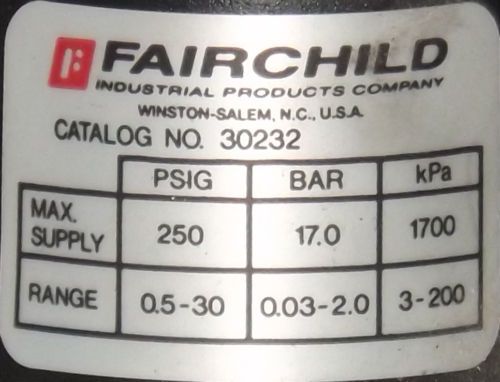 FAIRCHILD
INDUSTRIAL PRODUCTS COMPANY
WINSTON-SALEM, N.C., U.S.A.
CATALOG NO. 30232
PSIG BAR kPa
MAX. SUPPLY 250 17.0 1700
RANGE 0.5-30 0.03-2.0 3-200